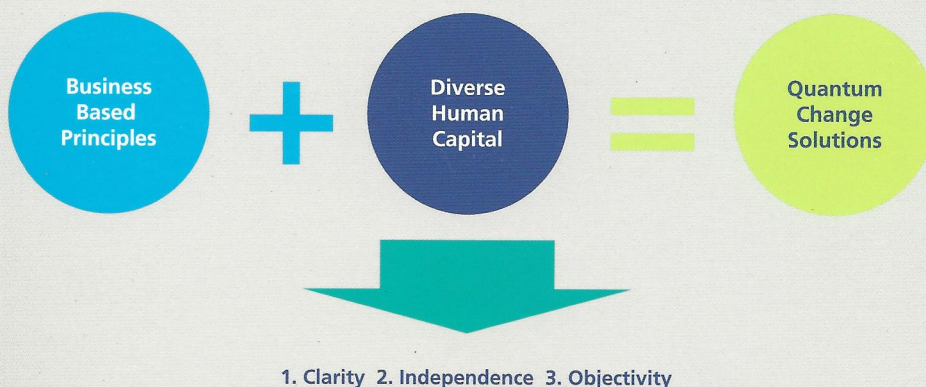 Business
Based
Principles
+
Diverse
Human
Capital
=
Quantum
Change
Solutions
1. Clarity 2. Independence 3. Objectivity